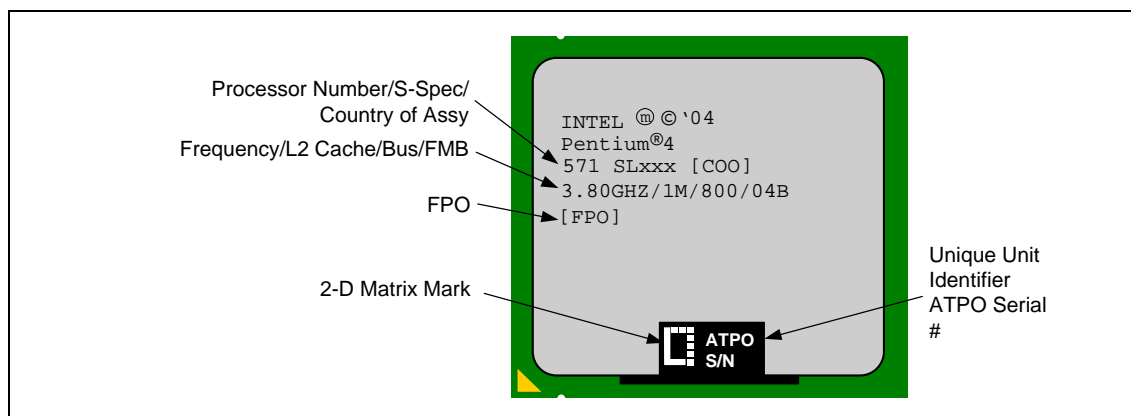 Processor Number/S-Spec/
Country of Assy
Frequency/L2 Cache/Bus/FMB
FPO
2-D Matrix Mark
INTEL ⓜ © ‘04
Pentium®4
571 SLxxx [COO]
3.80GHZ/1M/800/04B
[FPO]
ATPO
S/N
Unique Unit
Identifier
ATPO Serial
#